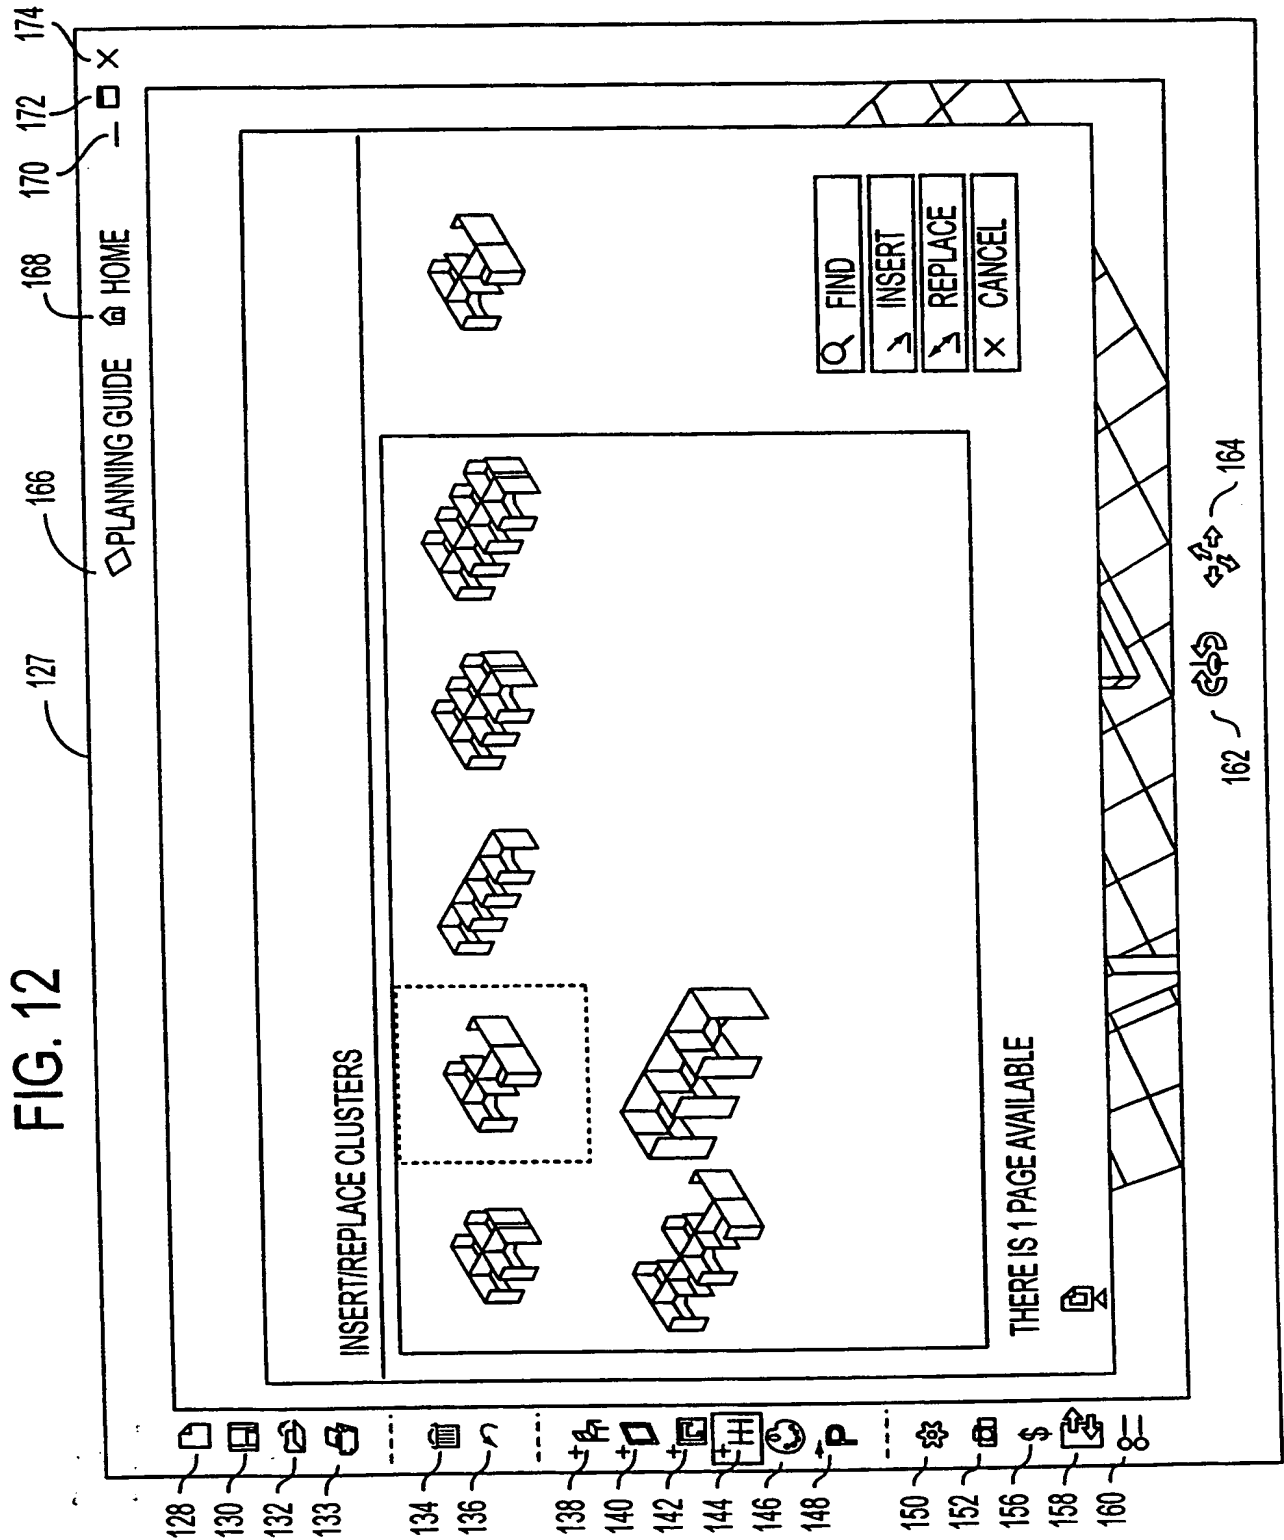 FIG. 12
127
166
168
170
172
174
PLANNING GUIDE
HOME
X
128
130
132
133
134
136
138
140
142
144
146
148
P
150
152
156
$
158
160
INSERT/REPLACE CLUSTERS
FIND
INSERT
REPLACE
X CANCEL
THERE IS 1 PAGE AVAILABLE
162
164